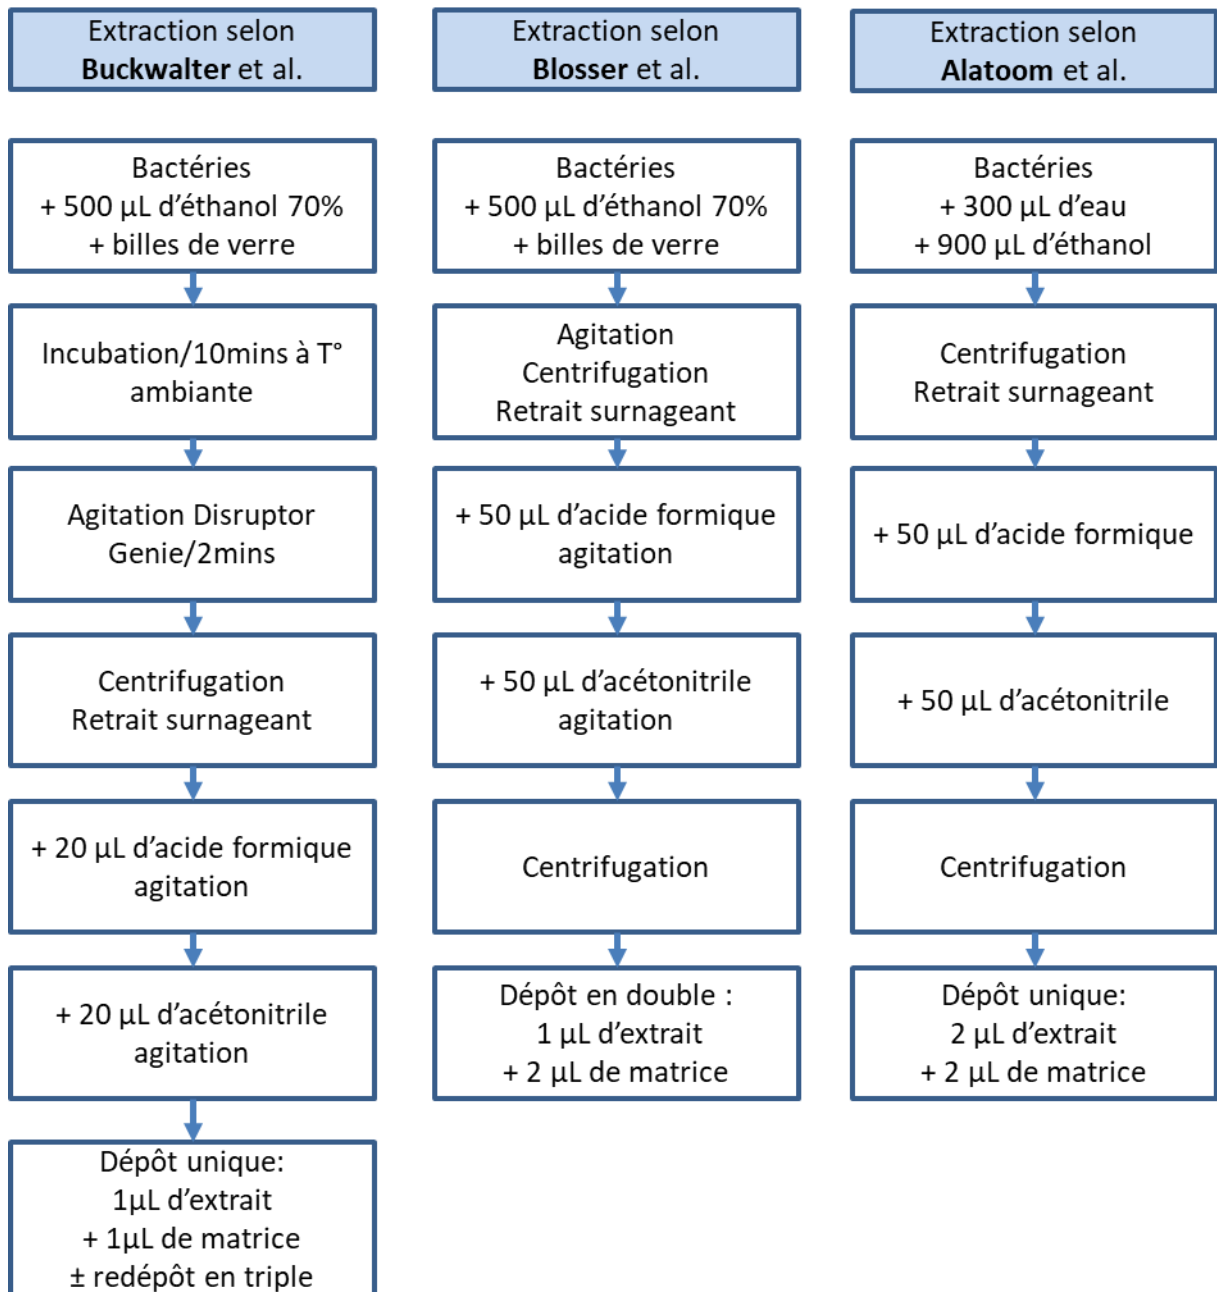 Extraction selon
Buckwalter et al.
Bactéries
+ 500 µL d’éthanol 70%
+ billes de verre
Incubation/10mins à T°
ambiante
Agitation Disruptor
Genie/2mins
Centrifugation
Retrait surnageant
+ 20 µL d’acide formique
agitation
+ 20 µL d’acétonitrile
agitation
Dépôt unique:
1µL d’extrait
+ 1µL de matrice
± redépôt en triple
Extraction selon
Blosser et al.
Bactéries
+ 500 µL d’éthanol 70%
+ billes de verre
Agitation
Centrifugation
Retrait surnageant
+ 50 µL d’acide formique
agitation
+ 50 µL d’acétonitrile
agitation
Centrifugation
Dépôt en double :
1 µL d’extrait
+ 2 µL de matrice
Extraction selon
Alatoom et al.
Bactéries
+ 300 µL d’eau
+ 900 µL d’éthanol
Centrifugation
Retrait surnageant
+ 50 µL d’acide formique
+ 50 µL d’acétonitrile
Centrifugation
Dépôt unique:
2 µL d’extrait
+ 2 µL de matrice